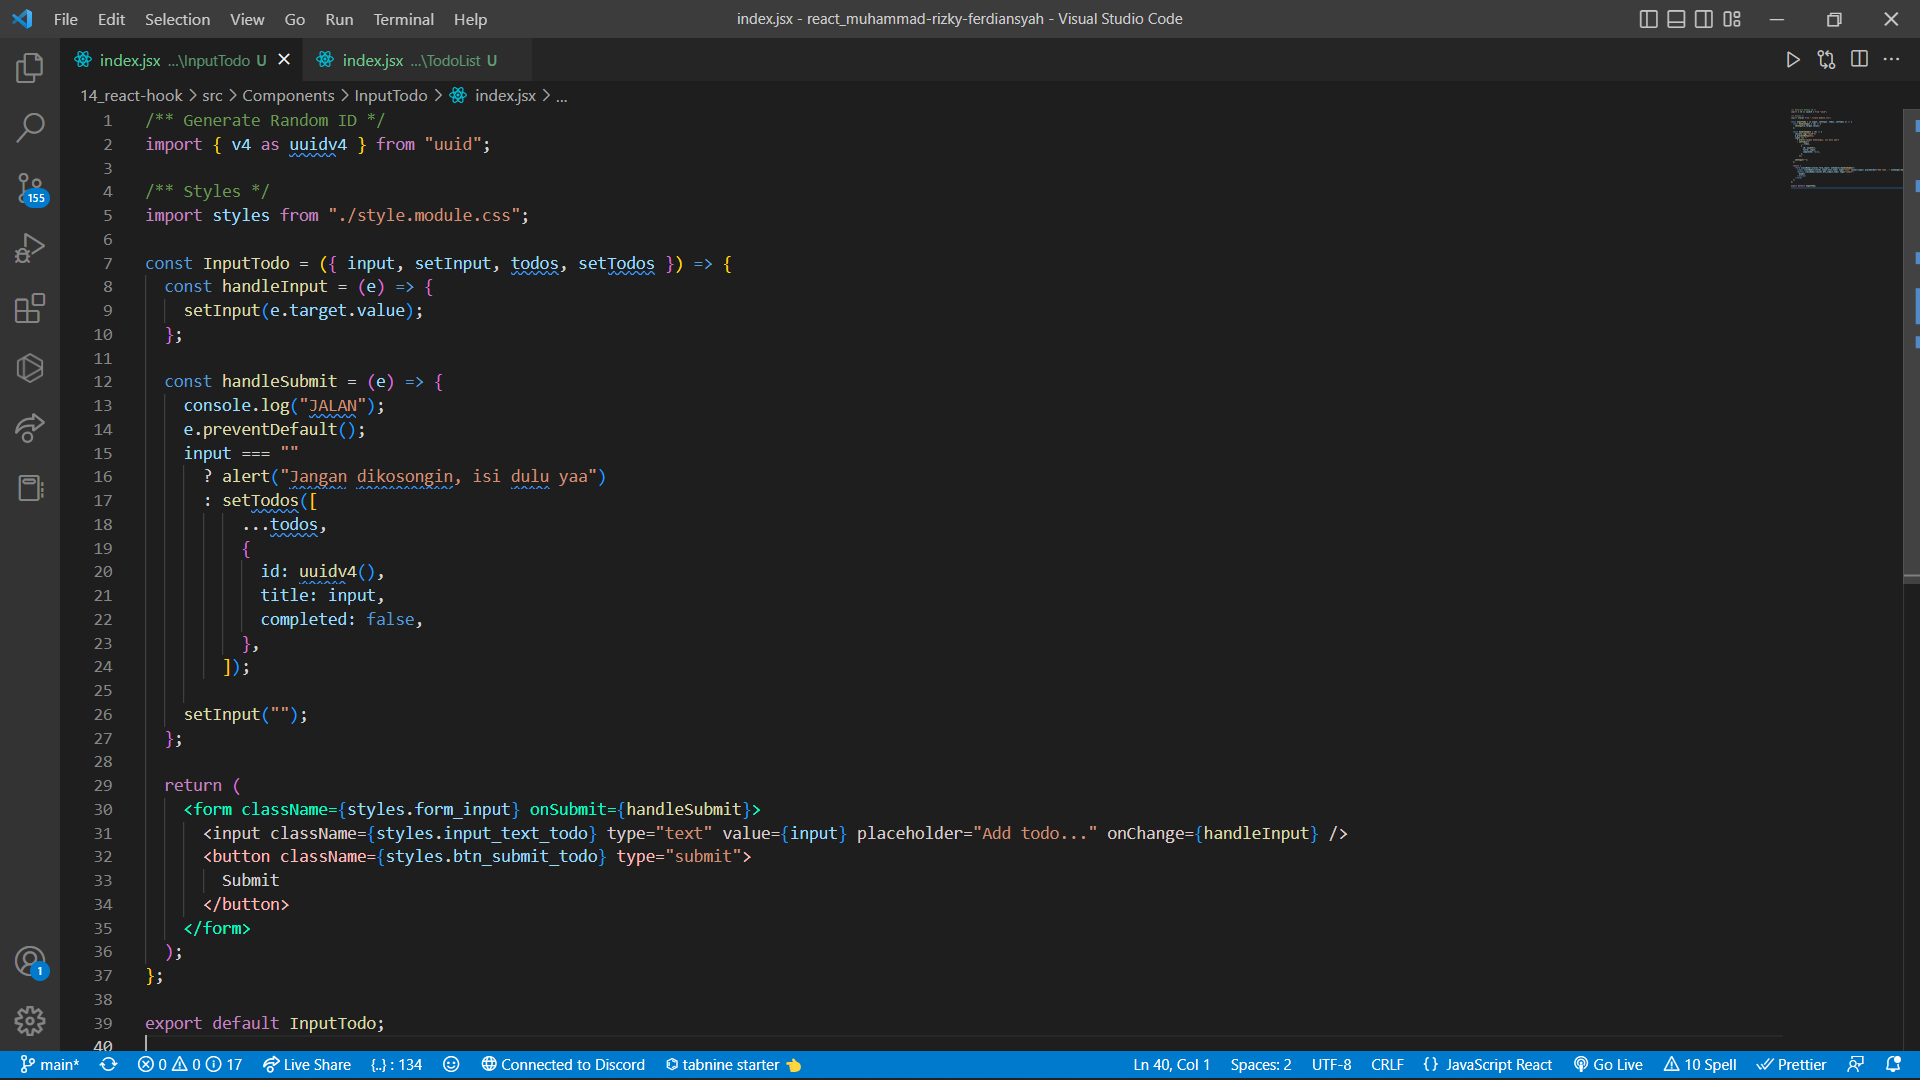 File Edit Selection View Go Run Terminal Help
index.jsx - react_muhammad-rizky-ferdiansyah - Visual Studio Code
index.jsx ...\InputTodo U
index.jsx ...\TodoList U
14_react-hook > src > Components > InputTodo > index.jsx > ...
155
1
1 /** Generate Random ID */
2 import { v4 as uuidv4 } from "uuid";
3
4 /** Styles */
5 import styles from "./style.module.css";
6
7 const InputTodo = ({ input, setInput, todos, setTodos }) => {
8   const handleInput = (e) => {
9     setInput(e.target.value);
10   };
11
12   const handleSubmit = (e) => {
13     console.log("JALAN");
14     e.preventDefault();
15     input === ""
16       ? alert("Jangan dikosongin, isi dulu yaa")
17       : setTodos([
18           ...todos,
19           {
20             id: uuidv4(),
21             title: input,
22             completed: false,
23           },
24         ]);
25
26     setInput("");
27   };
28
29   return (
30     <form className={styles.form_input} onSubmit={handleSubmit}>
31       <input className={styles.input_text_todo} type="text" value={input} placeholder="Add todo..." onChange={handleInput} />
32       <button className={styles.btn_submit_todo} type="submit">
33         Submit
34       </button>
35     </form>
36   );
37 };
38
39 export default InputTodo;
40
main* 0 0 17 Live Share {..} : 134 Connected to Discord tabnine starter Ln 40, Col 1 Spaces: 2 UTF-8 CRLF {} JavaScript React Go Live 10 Spell Prettier